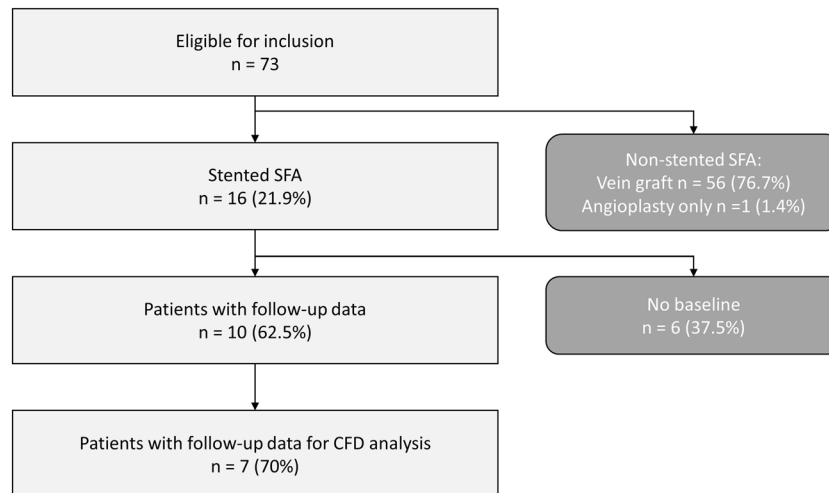 Eligible for inclusion
n = 73
Stented SFA
n = 16 (21.9%)
Non-stented SFA:
Vein graft n = 56 (76.7%)
Angioplasty only n =1 (1.4%)
Patients with follow-up data
n = 10 (62.5%)
No baseline
n = 6 (37.5%)
Patients with follow-up data for CFD analysis
n = 7 (70%)